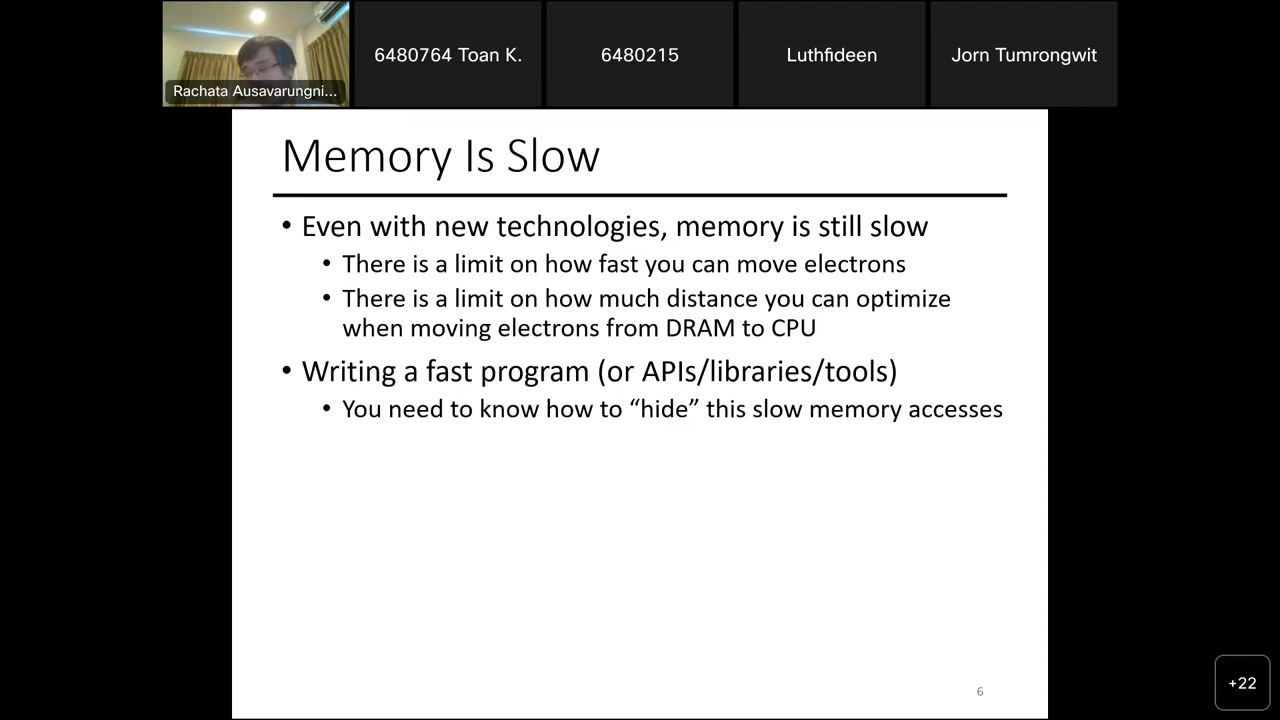 Rachata Ausavarungni...
6480764 Toan K.
6480215
Luthfideen
Jorn Tumrongwit
Memory Is Slow
• Even with new technologies, memory is still slow
• There is a limit on how fast you can move electrons
• There is a limit on how much distance you can optimize
when moving electrons from DRAM to CPU
• Writing a fast program (or APIs/libraries/tools)
• You need to know how to “hide” this slow memory accesses
6
+22